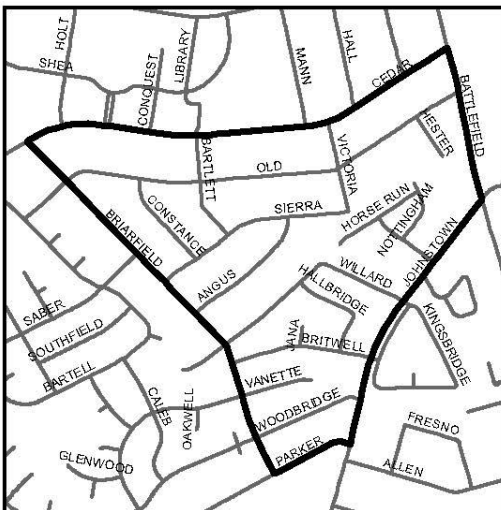 HOLT
SHEA
CONQUEST
LIBRARY
MANN
HALL
CEDAR
BATTLEFIELD
HESTER
BARTLETT
OLD
VICTORIA
CONSTANCE
SIERRA
HORSE RUN
NOTTINGHAM
BRIARFIELD
ANGUS
HALLBRIDGE
WILLARD
JOHNSTOWN
SABER
SOUTHFIELD
BARTELL
JANA
BRITWELL
KINGSBRIDGE
VANETTE
CALEB
OAKWELL
WOODBRIDGE
GLENWOOD
PARKER
FRESNO
ALLEN